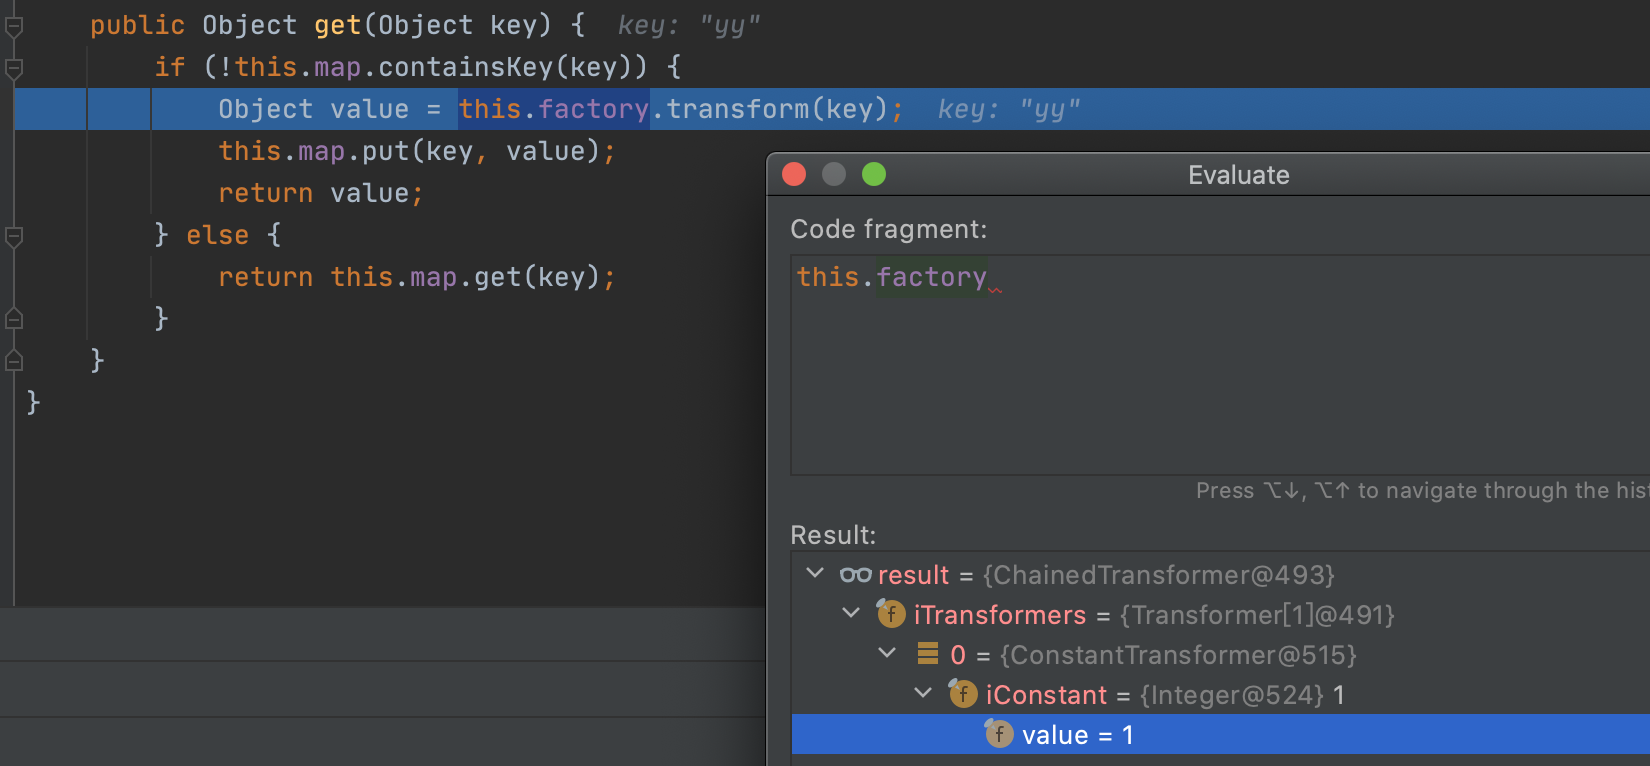 public Object get(Object key) {  key: "yy"
if (!this.map.containsKey(key)) {
Object value = this.factory.transform(key);  key: "yy"
this.map.put(key, value);
return value;
} else {
return this.map.get(key);
}
}
}
Evaluate
Code fragment:
this.factory
Press ⌥↓, ⌥↑ to navigate through the his
Result:
result = {ChainedTransformer@493}
f iTransformers = {Transformer[1]@491}
0 = {ConstantTransformer@515}
f iConstant = {Integer@524} 1
f value = 1